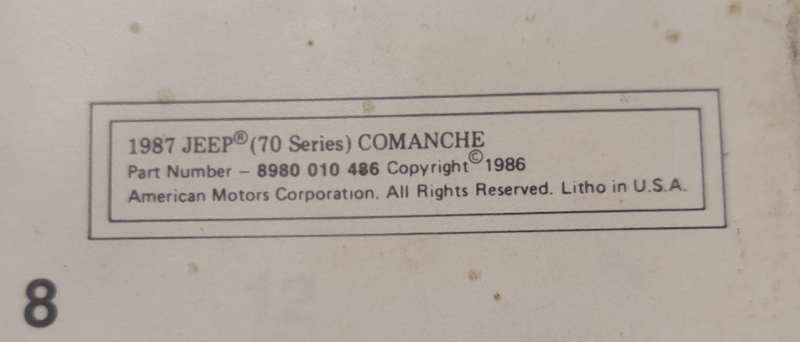 1987 JEEP® (70 Series) COMANCHE
Part Number – 8980 010 486 Copyright © 1986
American Motors Corporation. All Rights Reserved. Litho in U.S.A.
8
12